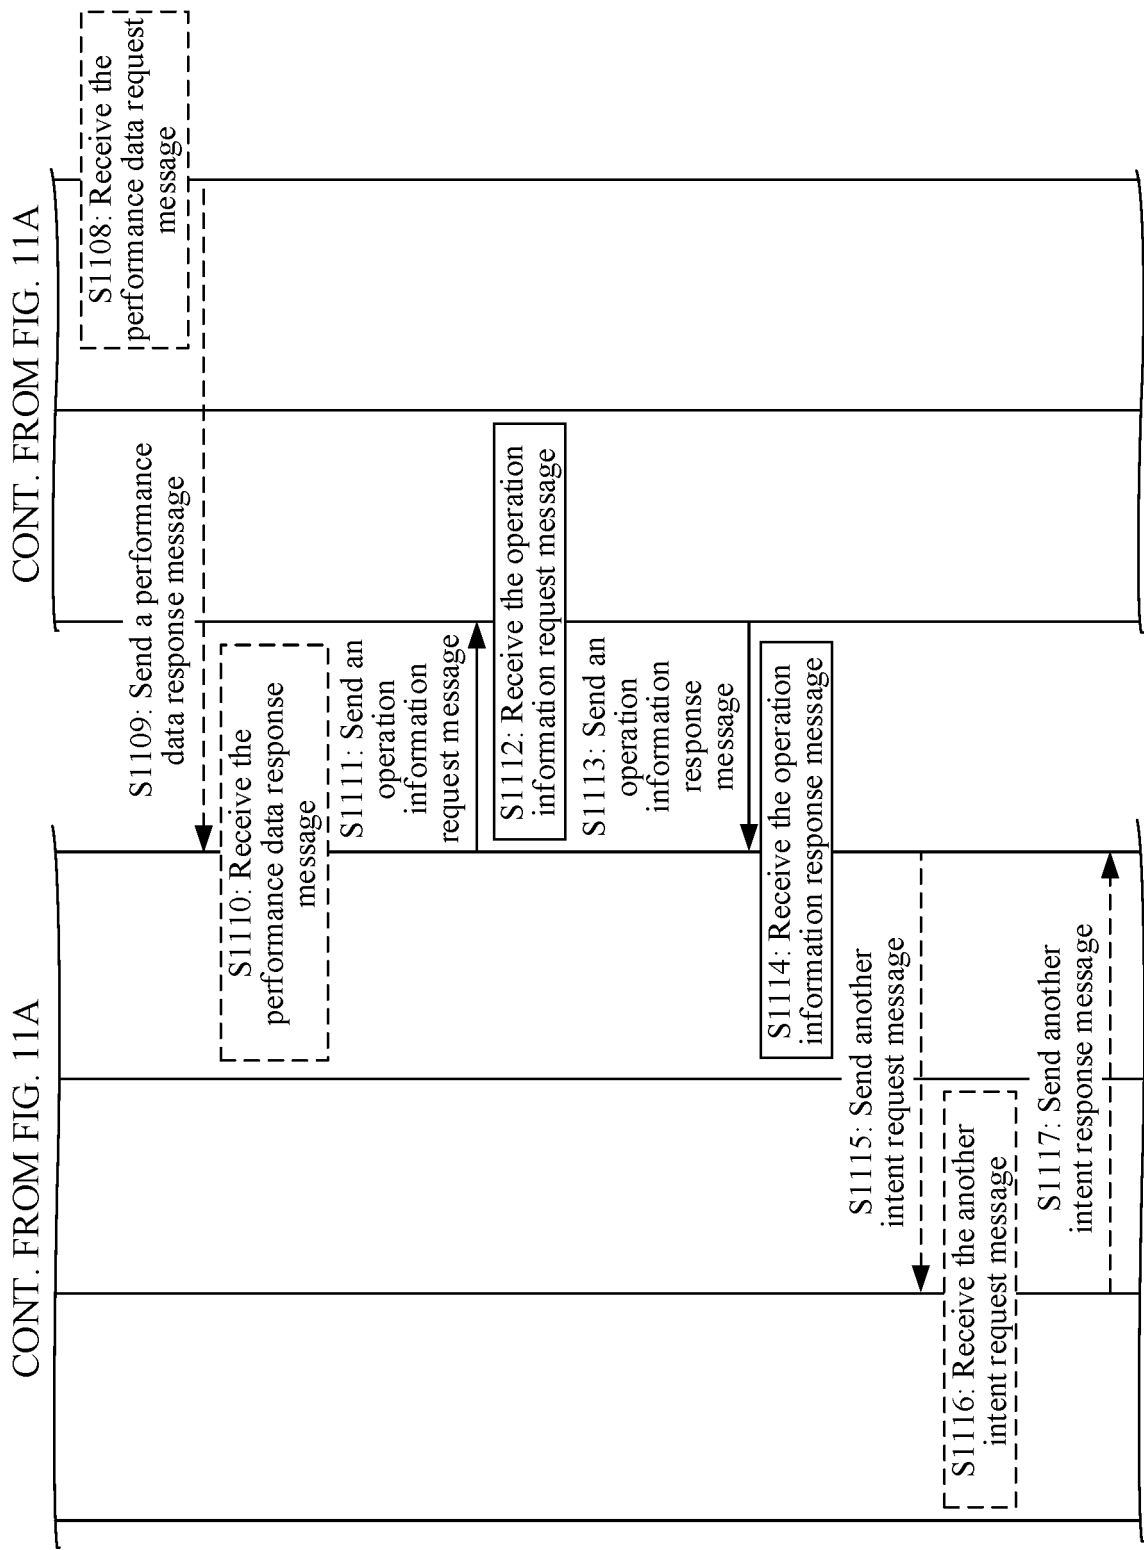 CONT. FROM FIG. 11A
CONT. FROM FIG. 11A
S1108: Receive the
performance data request
message
S1109: Send a performance
data response message
S1110: Receive the
performance data response
message
S1111: Send an
operation
information
request message
S1112: Receive the operation
information request message
S1113: Send an
operation
information
response
message
S1114: Receive the operation
information response message
S1115: Send another
intent request message
S1116: Receive the another
intent request message
S1117: Send another
intent response message